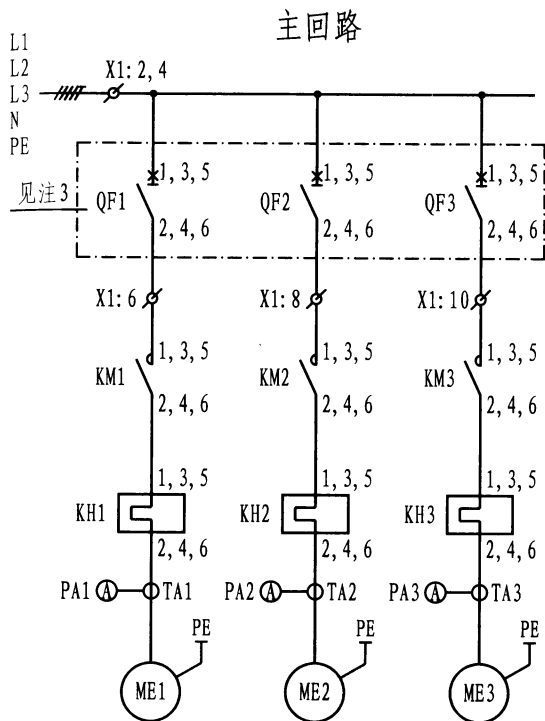 主回路
L1
L2
L3
N
PE
X1: 2, 4
见注3
QF1
1, 3, 5
2, 4, 6
QF2
1, 3, 5
2, 4, 6
QF3
1, 3, 5
2, 4, 6
X1: 6
X1: 8
X1: 10
KM1
1, 3, 5
2, 4, 6
KM2
1, 3, 5
2, 4, 6
KM3
1, 3, 5
2, 4, 6
KH1
1, 3, 5
2, 4, 6
KH2
1, 3, 5
2, 4, 6
KH3
1, 3, 5
2, 4, 6
PA1 A TA1
PA2 A TA2
PA3 A TA3
PE
PE
PE
ME1
ME2
ME3